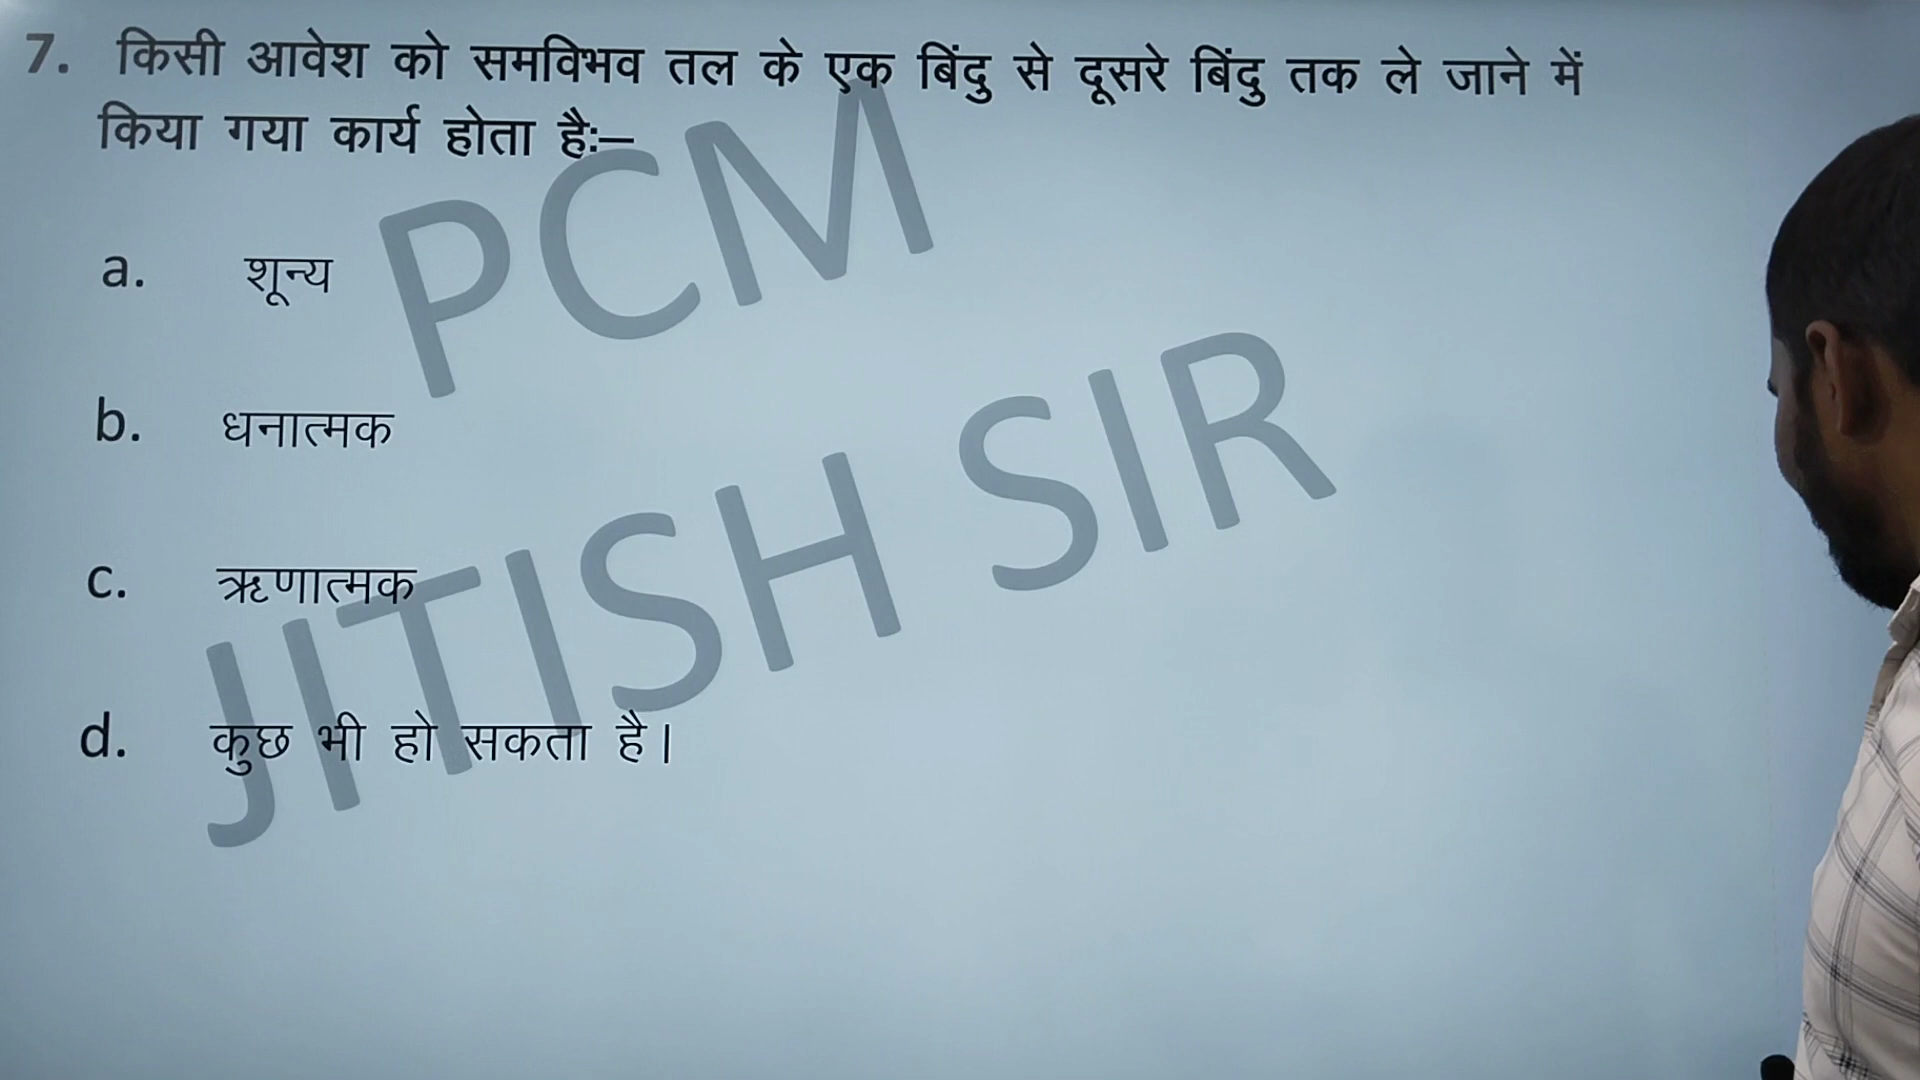 7. किसी आवेश को समविभव तल के एक बिंदु से दूसरे बिंदु तक ले जाने में
किया गया कार्य होता है:–
PCM
a. शून्य
b. धनात्मक
JITISH SIR
c. ऋणात्मक
d. कुछ भी हो सकता है।